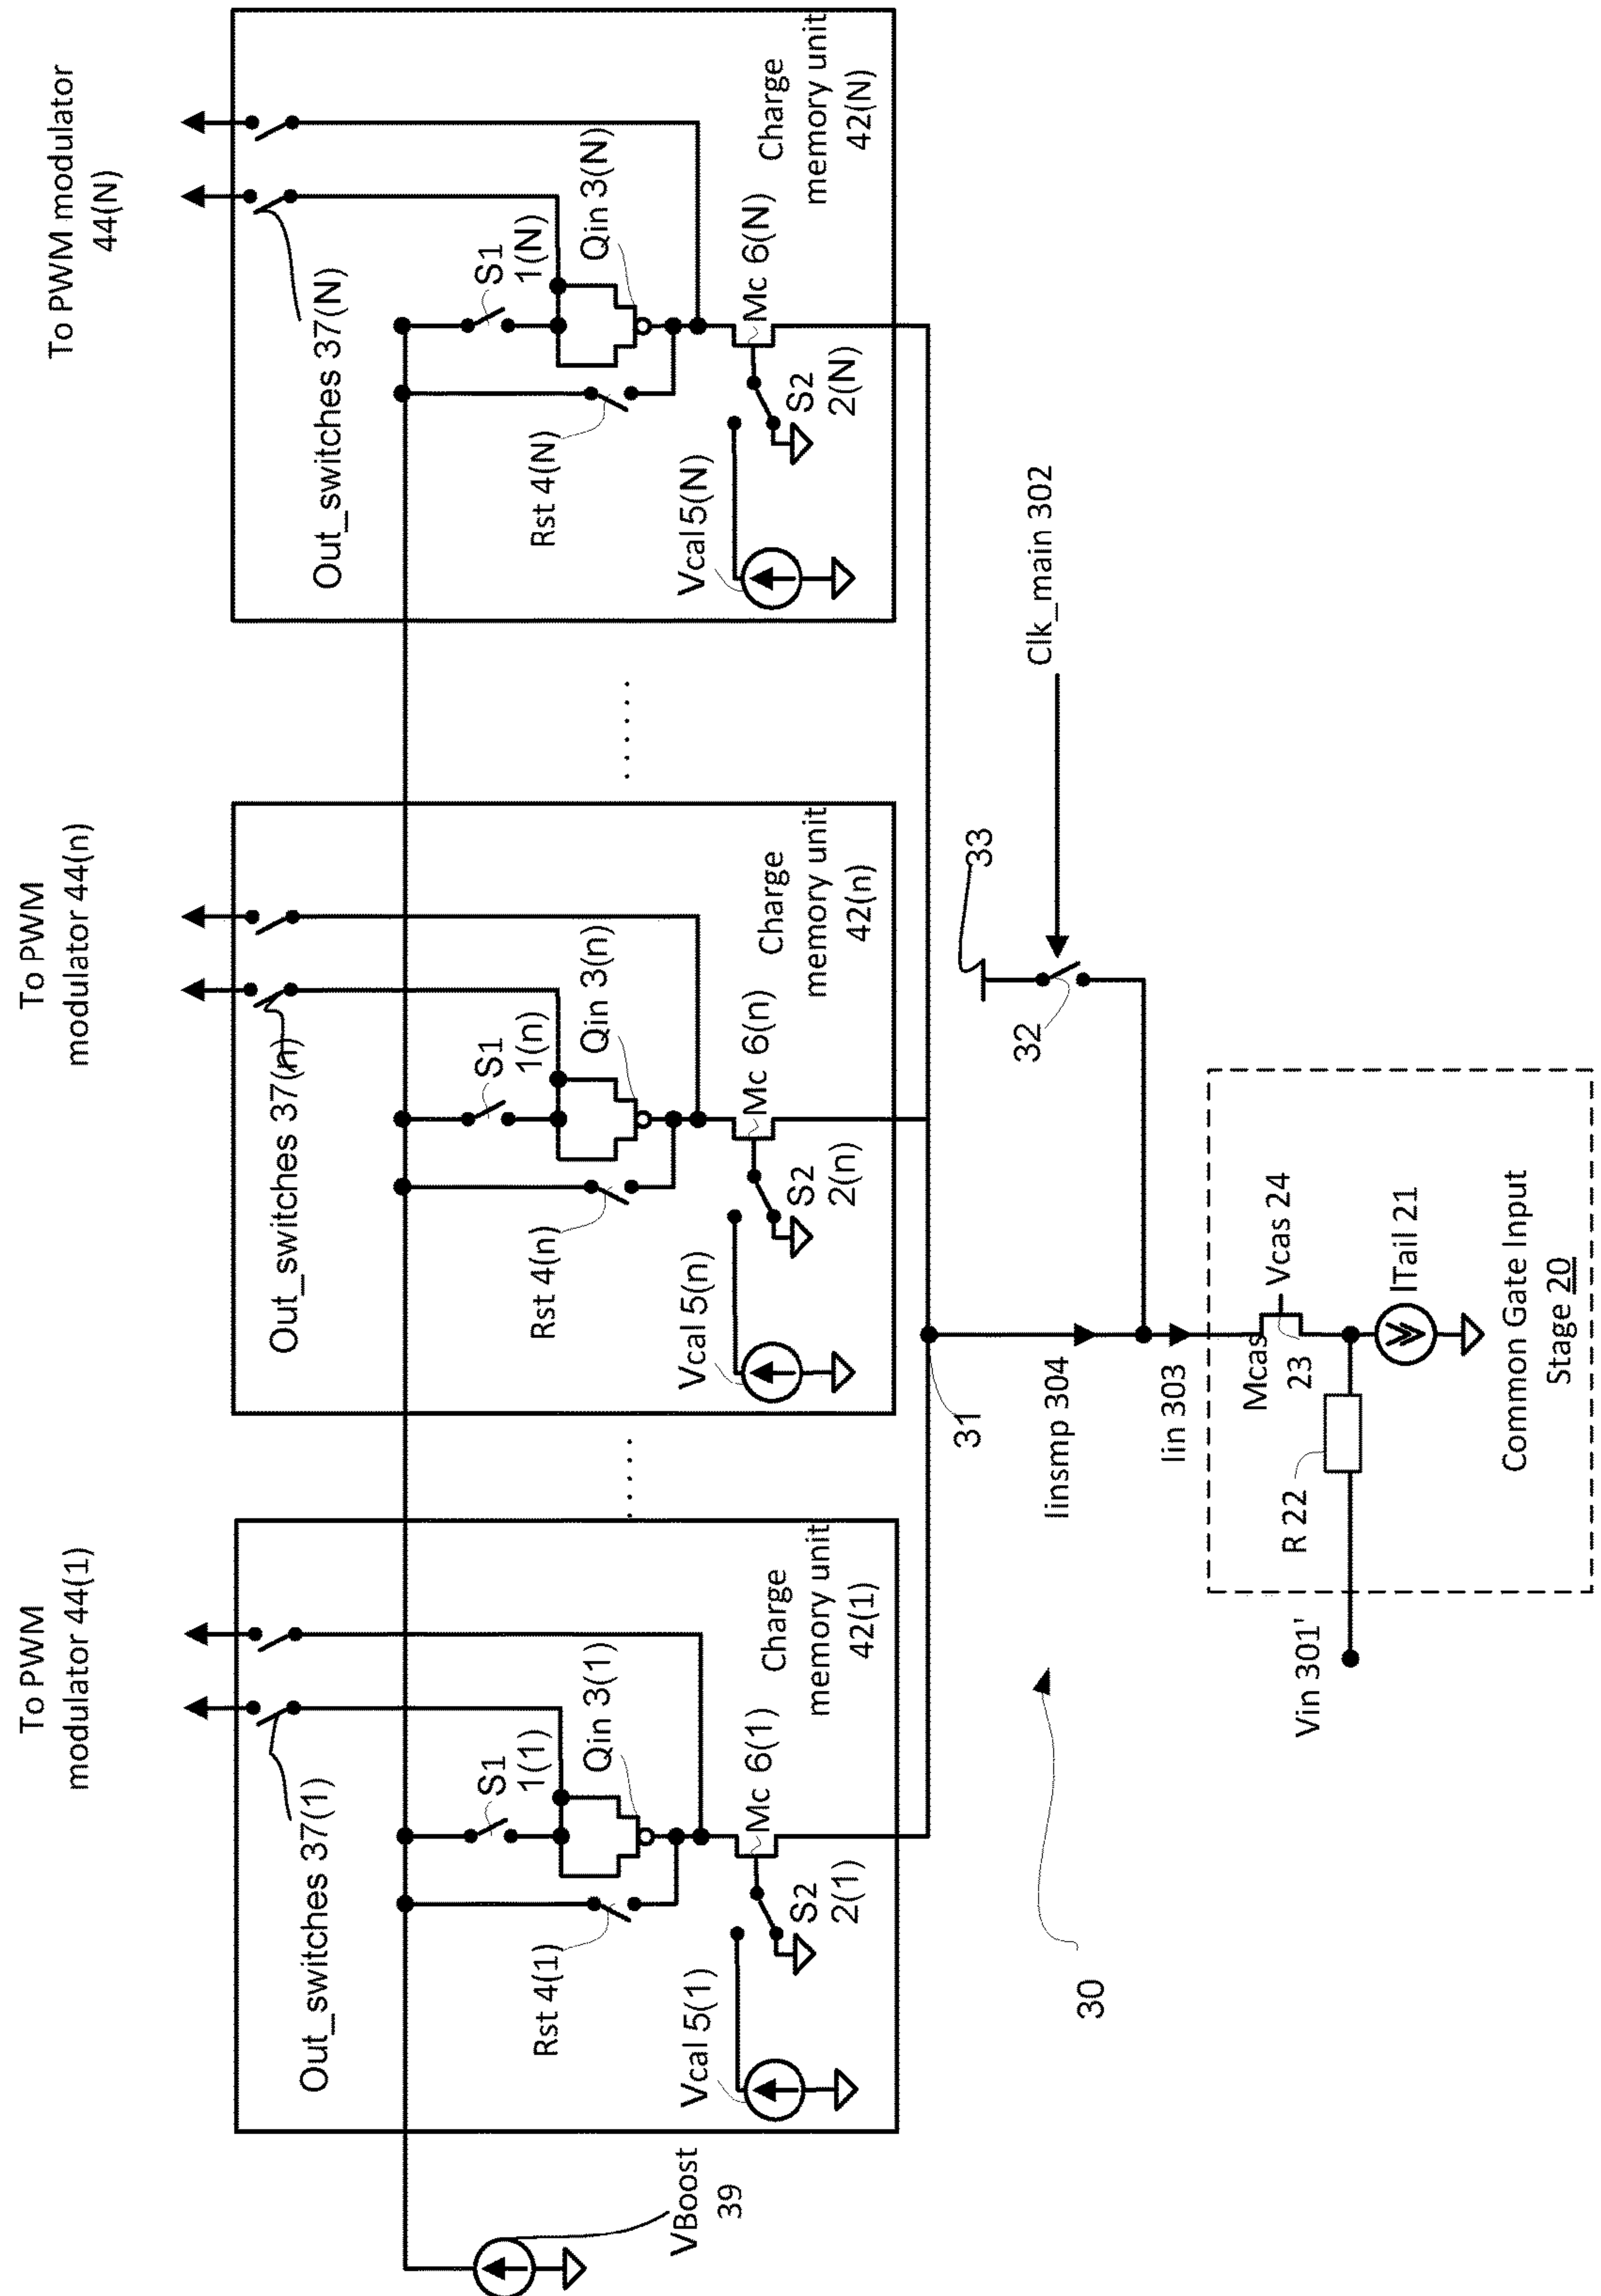 To PWM
modulator 44(1)
To PWM
modulator 44(n)
To PWM modulator
44(N)
Out_switches 37(1)
S1
1(1)
Qin 3(1)
Rst 4(1)
Vcal 5(1)
S2
2(1)
Mc 6(1)
Charge
memory unit
42(1)
Out_switches 37(n)
S1
1(n)
Qin 3(n)
Rst 4(n)
Vcal 5(n)
S2
2(n)
Mc 6(n)
Charge
memory unit
42(n)
Out_switches 37(N)
S1
1(N)
Qin 3(N)
Rst 4(N)
Vcal 5(N)
S2
2(N)
Mc 6(N)
Charge
memory unit
42(N)
. . . . . .
. . . . . .
VBoost
39
31
33
32
Clk_main 302
Iinsmp 304
Iin 303
30
Mcas
23
Vcas 24
R 22
ITail 21
Vin 301'
Common Gate Input
Stage 20